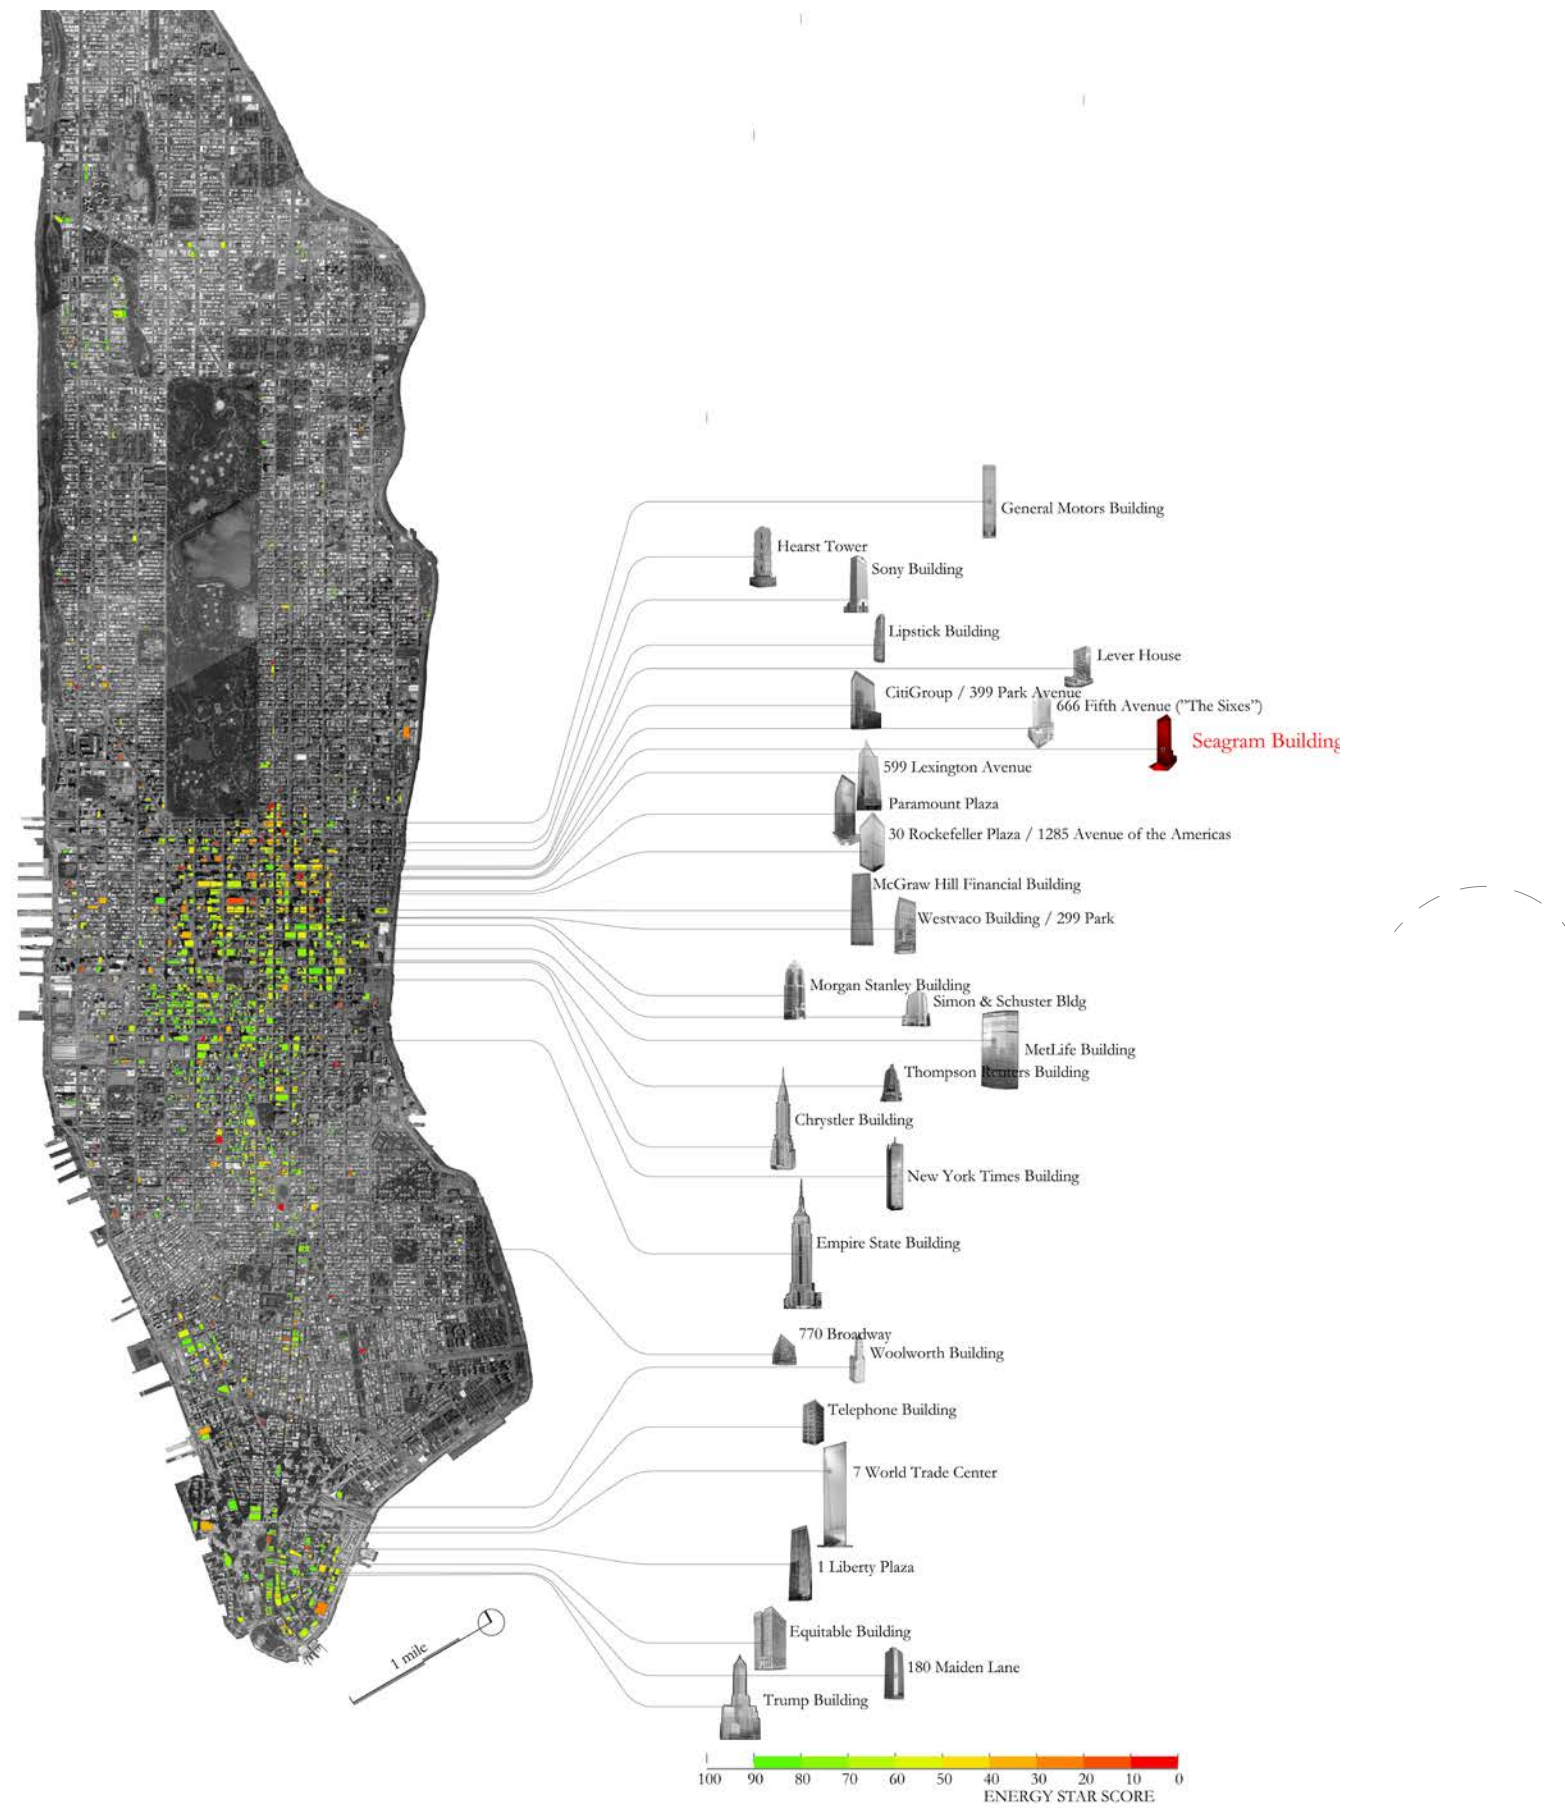 General Motors Building
Hearst Tower
Sony Building
Lipstick Building
Lever House
CitiGroup / 399 Park Avenue
666 Fifth Avenue ("The Sixes")
Seagram Building
599 Lexington Avenue
Paramount Plaza
30 Rockefeller Plaza / 1285 Avenue of the Americas
McGraw Hill Financial Building
Westvaco Building / 299 Park
Morgan Stanley Building
Simon & Schuster Bldg
MetLife Building
Thompson Reuters Building
Chrystler Building
New York Times Building
Empire State Building
770 Broadway
Woolworth Building
Telephone Building
7 World Trade Center
1 Liberty Plaza
Equitable Building
1 mile
180 Maiden Lane
Trump Building
100 90 80 70 60 50 40 30 20 10 0
ENERGY STAR SCORE